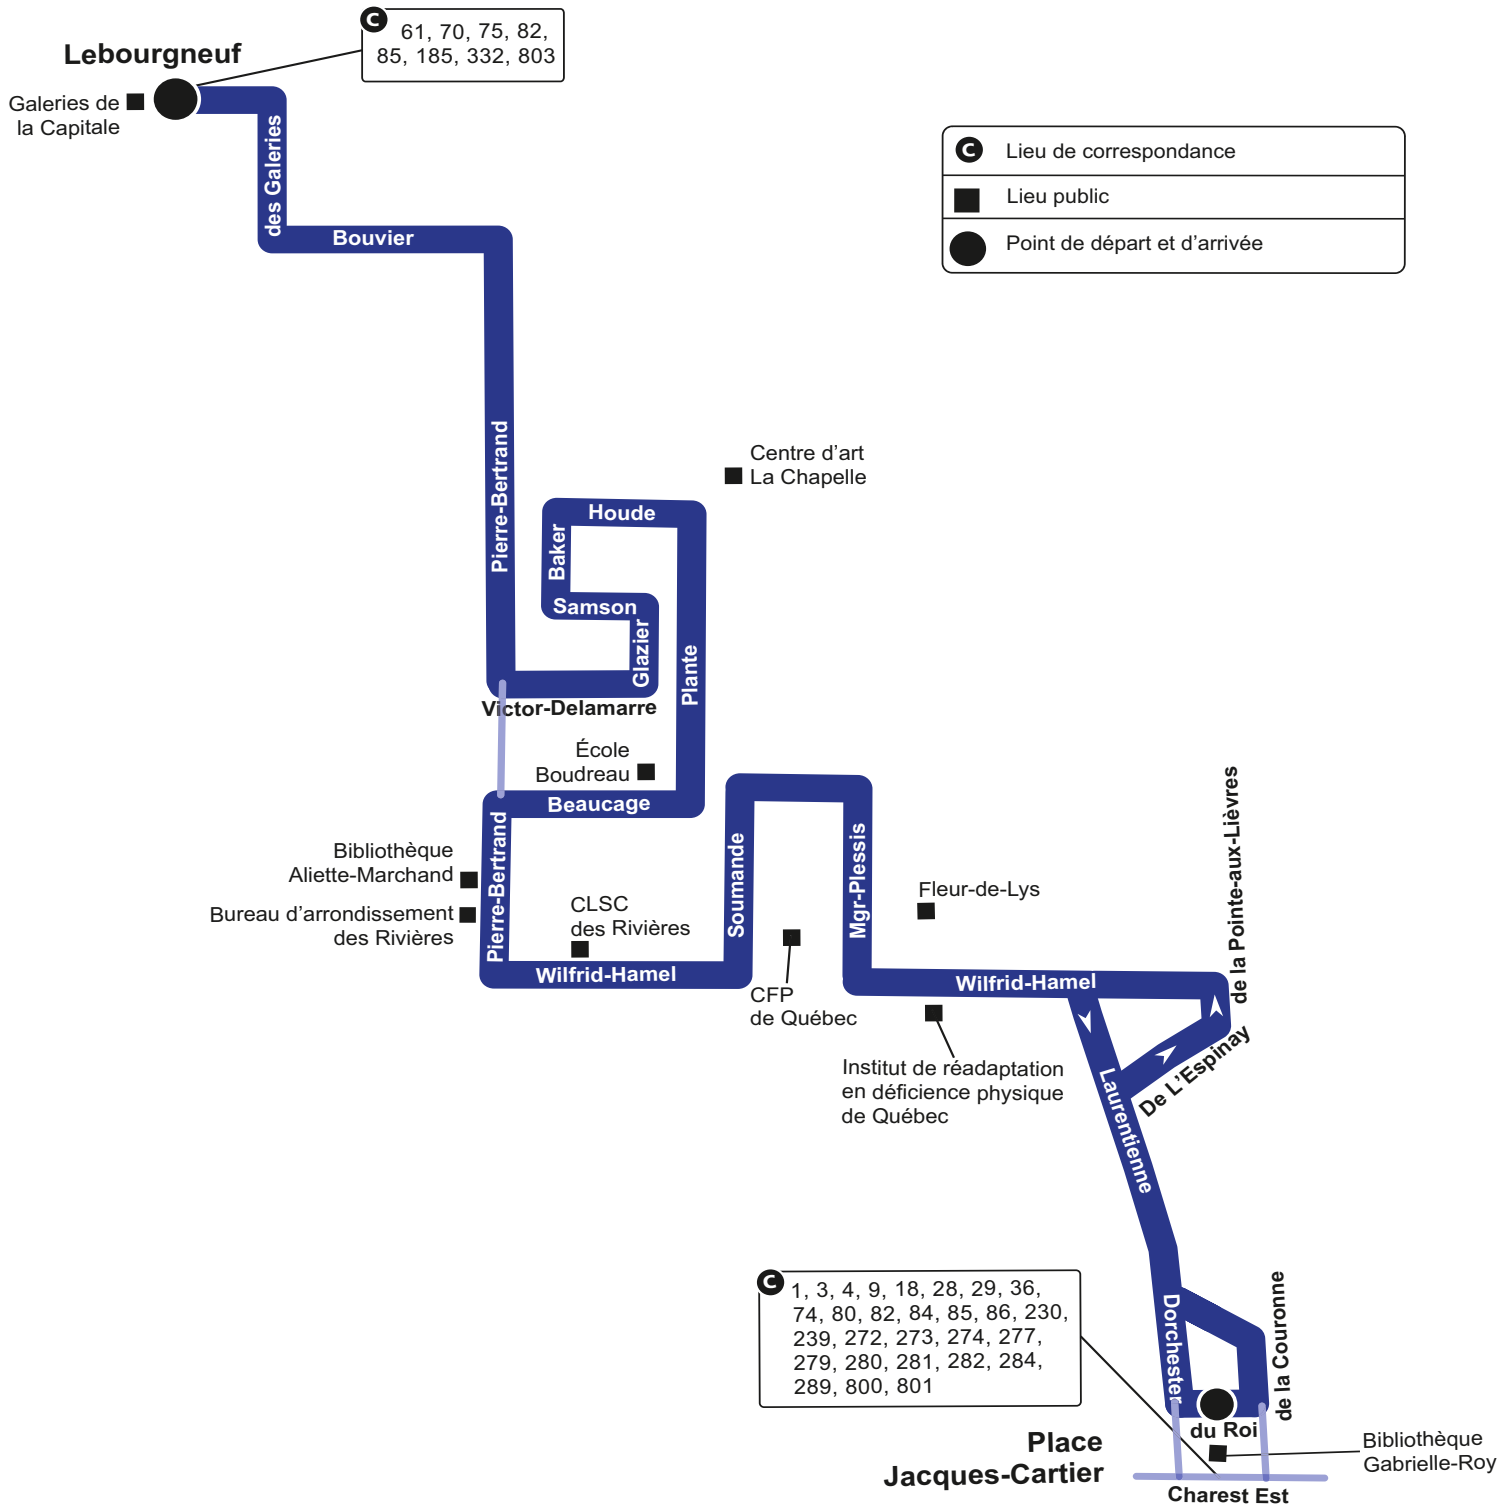 C
61, 70, 75, 82,
85, 185, 332, 803
Lebourgneuf
Galeries de
la Capitale
des Galeries
Bouvier
C Lieu de correspondance
Lieu public
Point de départ et d'arrivée
Pierre-Bertrand
Centre d'art
La Chapelle
Houde
Baker
Samson
Glazier
Plante
Victor-Delamarre
École
Boudreau
Beaucage
Pierre-Bertrand
Bibliothèque
Aliette-Marchand
Bureau d'arrondissement
des Rivières
CLSC
des Rivières
Wilfrid-Hamel
Soumande
Mgr-Plessis
CFP
de Québec
Fleur-de-Lys
Wilfrid-Hamel
Institut de réadaptation
en déficience physique
de Québec
de la Pointe-aux-Lièvres
De L'Espinay
Laurentienne
C
1, 3, 4, 9, 18, 28, 29, 36,
74, 80, 82, 84, 85, 86, 230,
239, 272, 273, 274, 277,
279, 280, 281, 282, 284,
289, 800, 801
Dorchester
de la Couronne
du Roi
Place
Jacques-Cartier
Bibliothèque
Gabrielle-Roy
Charest Est